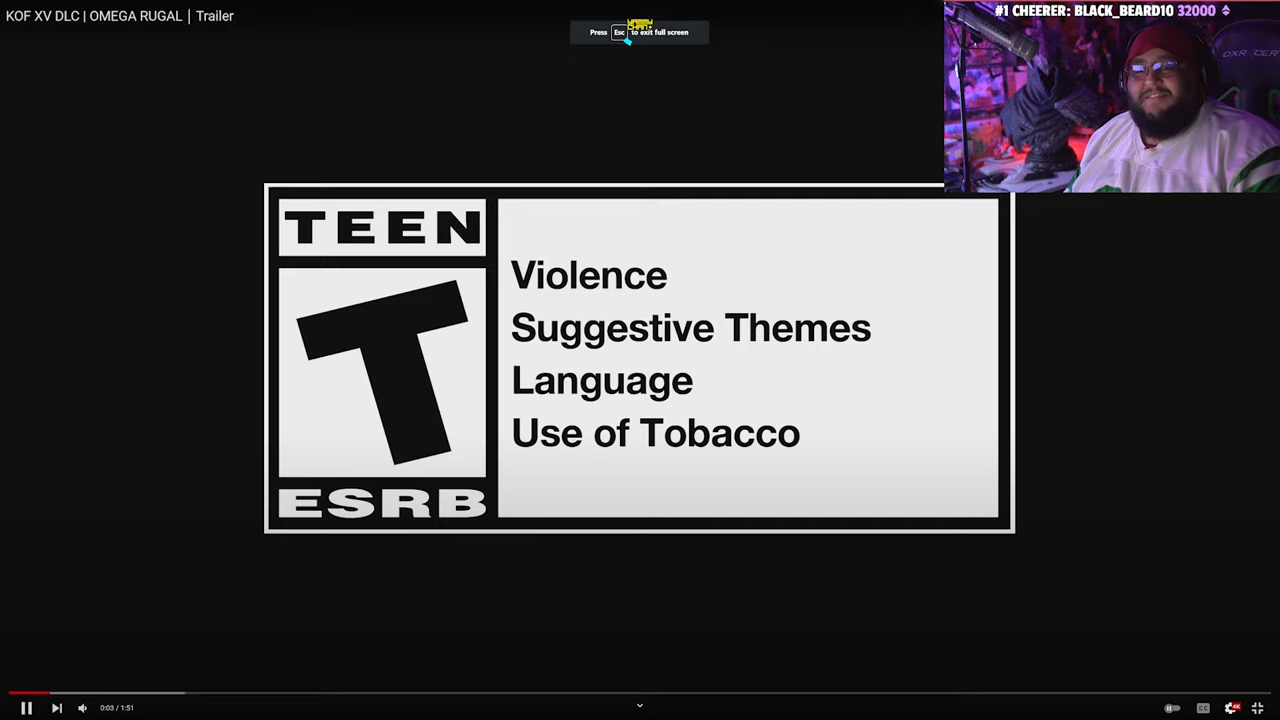 KOF XV DLC | OMEGA RUGAL │ Trailer
#1 CHEERER: BLACK_BEARD10 32000
Press Esc to exit full screen
TEEN
T
ESRB
Violence
Suggestive Themes
Language
Use of Tobacco
0:03 / 1:51
4K